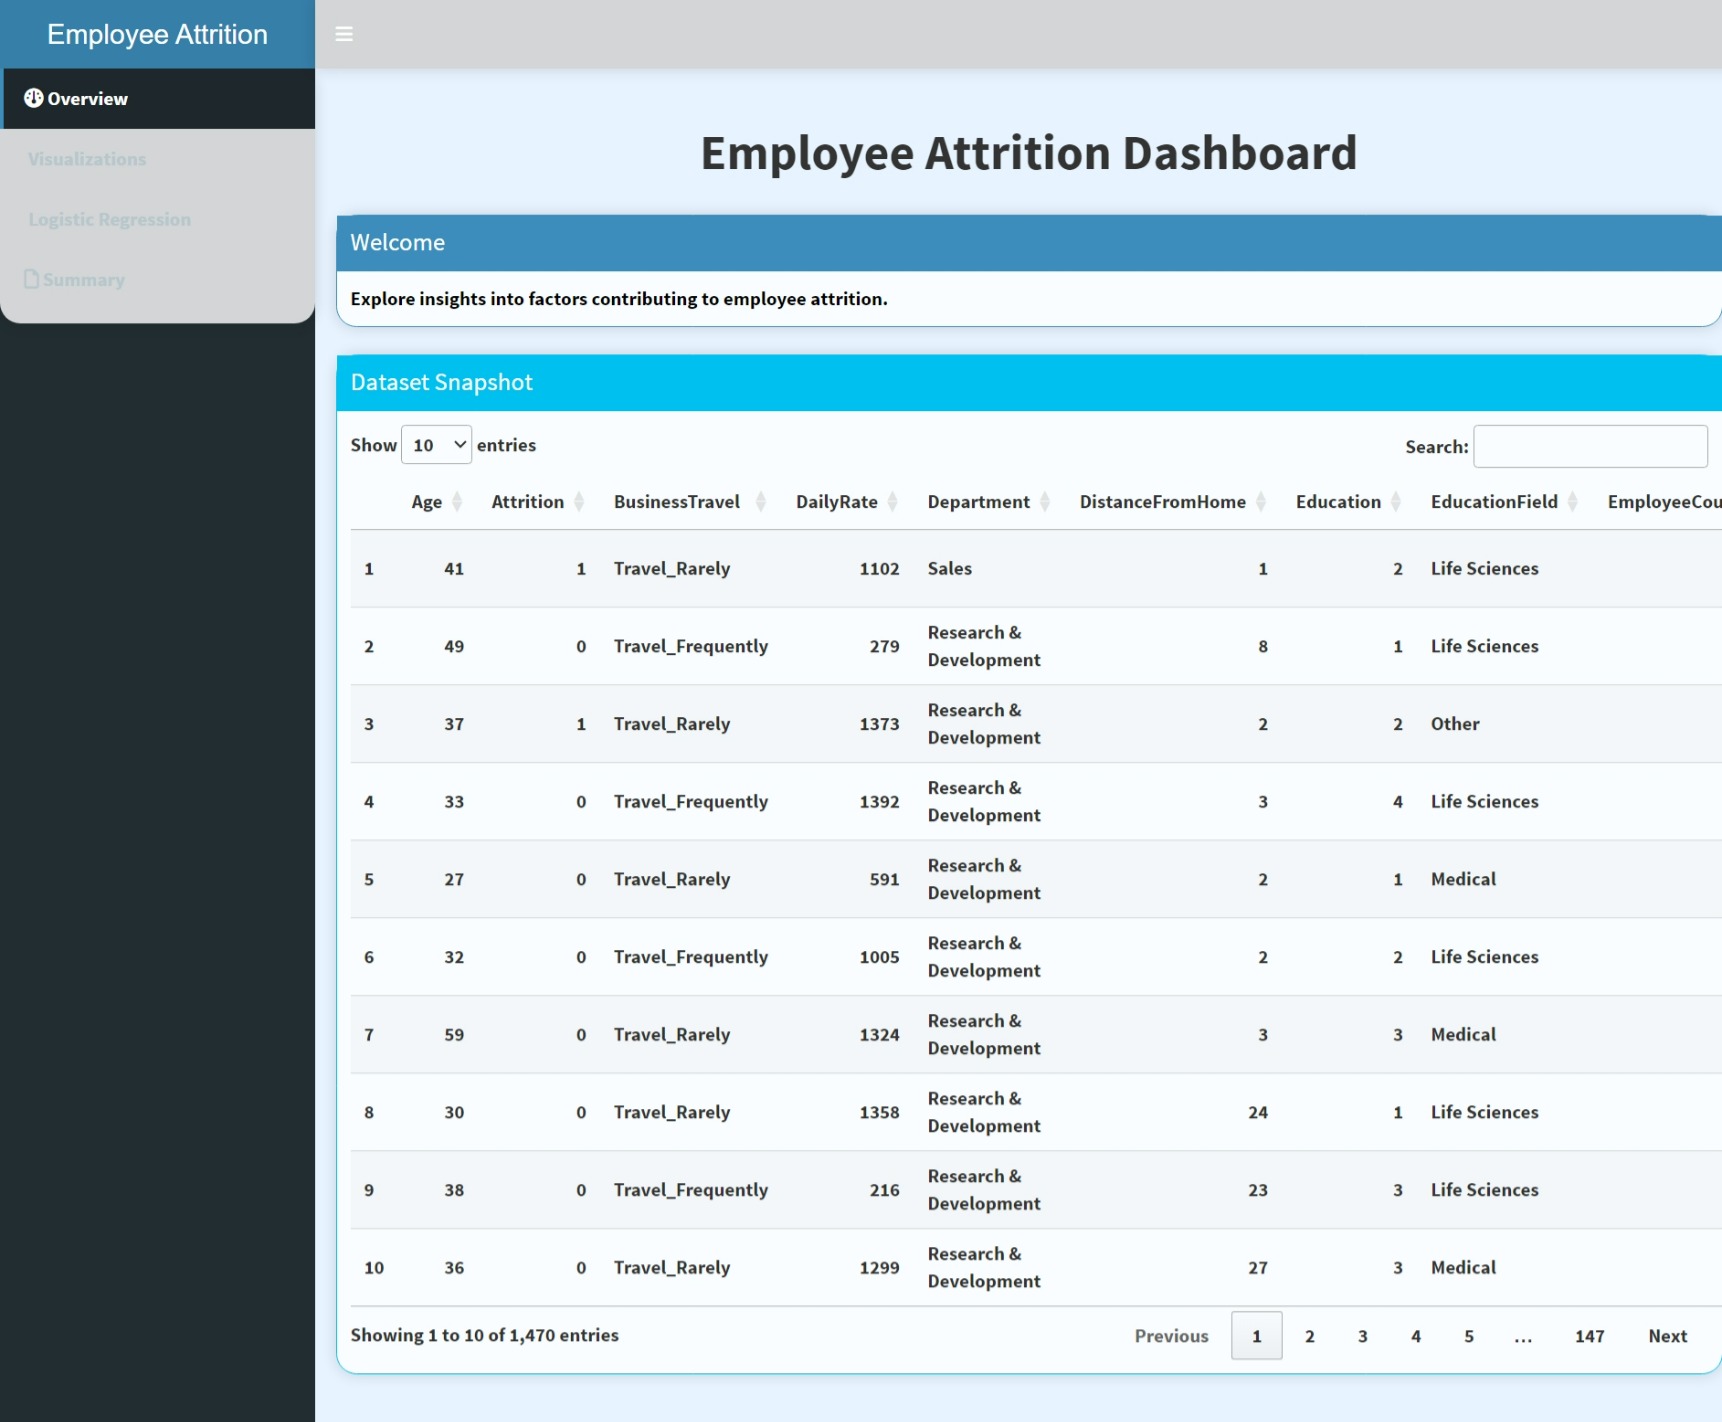 Employee Attrition
Overview
Visualizations
Logistic Regression
Summary
Employee Attrition Dashboard
Welcome
Explore insights into factors contributing to employee attrition.
Dataset Snapshot
Show 10 entries
Search:
Age Attrition BusinessTravel DailyRate Department DistanceFromHome Education EducationField EmployeeCou
1 41 1 Travel_Rarely 1102 Sales 1 2 Life Sciences
2 49 0 Travel_Frequently 279 Research & Development 8 1 Life Sciences
3 37 1 Travel_Rarely 1373 Research & Development 2 2 Other
4 33 0 Travel_Frequently 1392 Research & Development 3 4 Life Sciences
5 27 0 Travel_Rarely 591 Research & Development 2 1 Medical
6 32 0 Travel_Frequently 1005 Research & Development 2 2 Life Sciences
7 59 0 Travel_Rarely 1324 Research & Development 3 3 Medical
8 30 0 Travel_Rarely 1358 Research & Development 24 1 Life Sciences
9 38 0 Travel_Frequently 216 Research & Development 23 3 Life Sciences
10 36 0 Travel_Rarely 1299 Research & Development 27 3 Medical
Showing 1 to 10 of 1,470 entries
Previous 1 2 3 4 5 … 147 Next